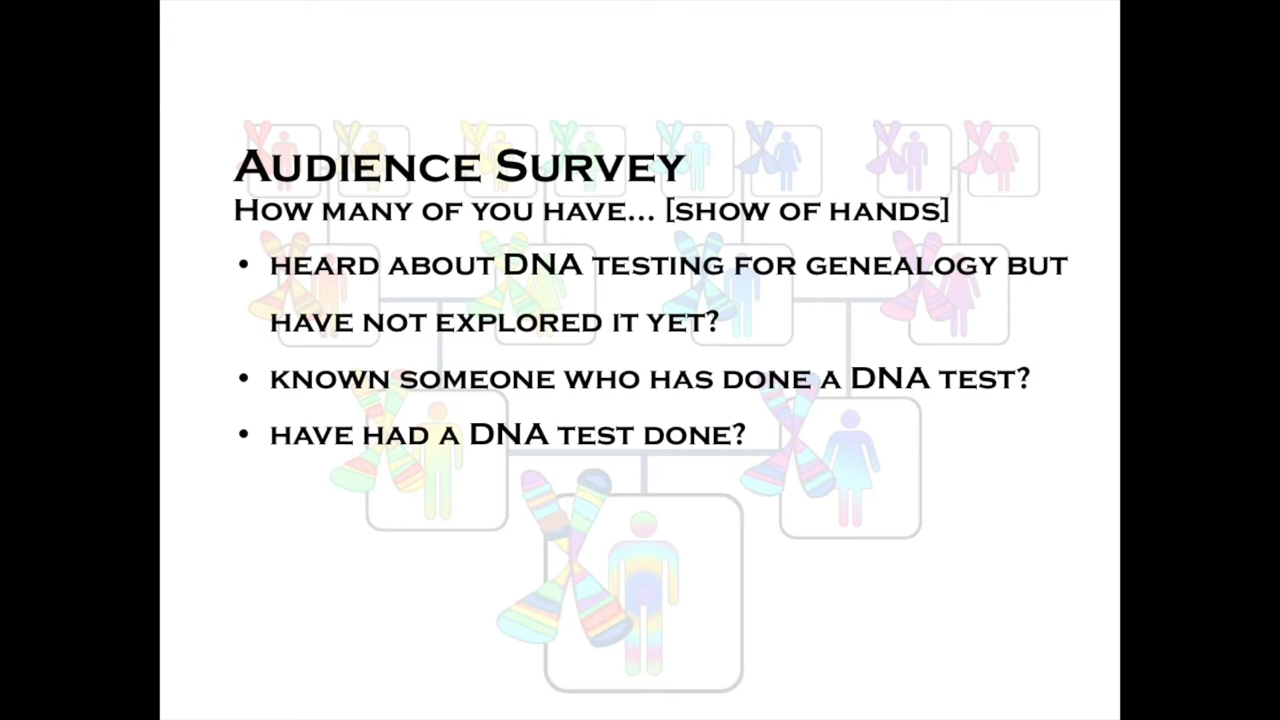 Audience Survey
How many of you have... [show of hands]
• heard about DNA testing for genealogy but
have not explored it yet?
• known someone who has done a DNA test?
• have had a DNA test done?